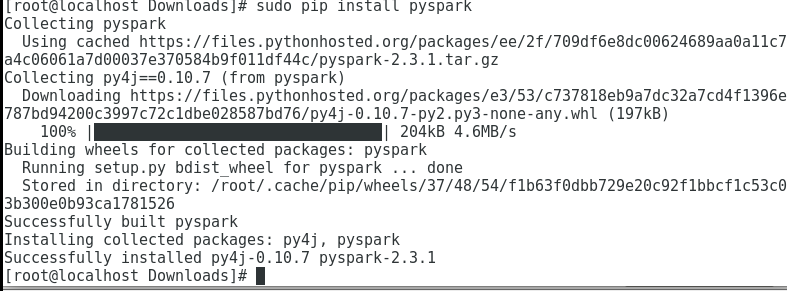 [root@localhost Downloads]# sudo pip install pyspark
Collecting pyspark
  Using cached https://files.pythonhosted.org/packages/ee/2f/709df6e8dc00624689aa0a11c7
a4c06061a7d00037e370584b9f011df44c/pyspark-2.3.1.tar.gz
Collecting py4j==0.10.7 (from pyspark)
  Downloading https://files.pythonhosted.org/packages/e3/53/c737818eb9a7dc32a7cd4f1396e
787bd94200c3997c72c1dbe028587bd76/py4j-0.10.7-py2.py3-none-any.whl (197kB)
    100% |████████████████████████████████| 204kB 4.6MB/s
Building wheels for collected packages: pyspark
  Running setup.py bdist_wheel for pyspark ... done
  Stored in directory: /root/.cache/pip/wheels/37/48/54/f1b63f0dbb729e20c92f1bbcf1c53c0
3b300e0b93ca1781526
Successfully built pyspark
Installing collected packages: py4j, pyspark
Successfully installed py4j-0.10.7 pyspark-2.3.1
[root@localhost Downloads]#